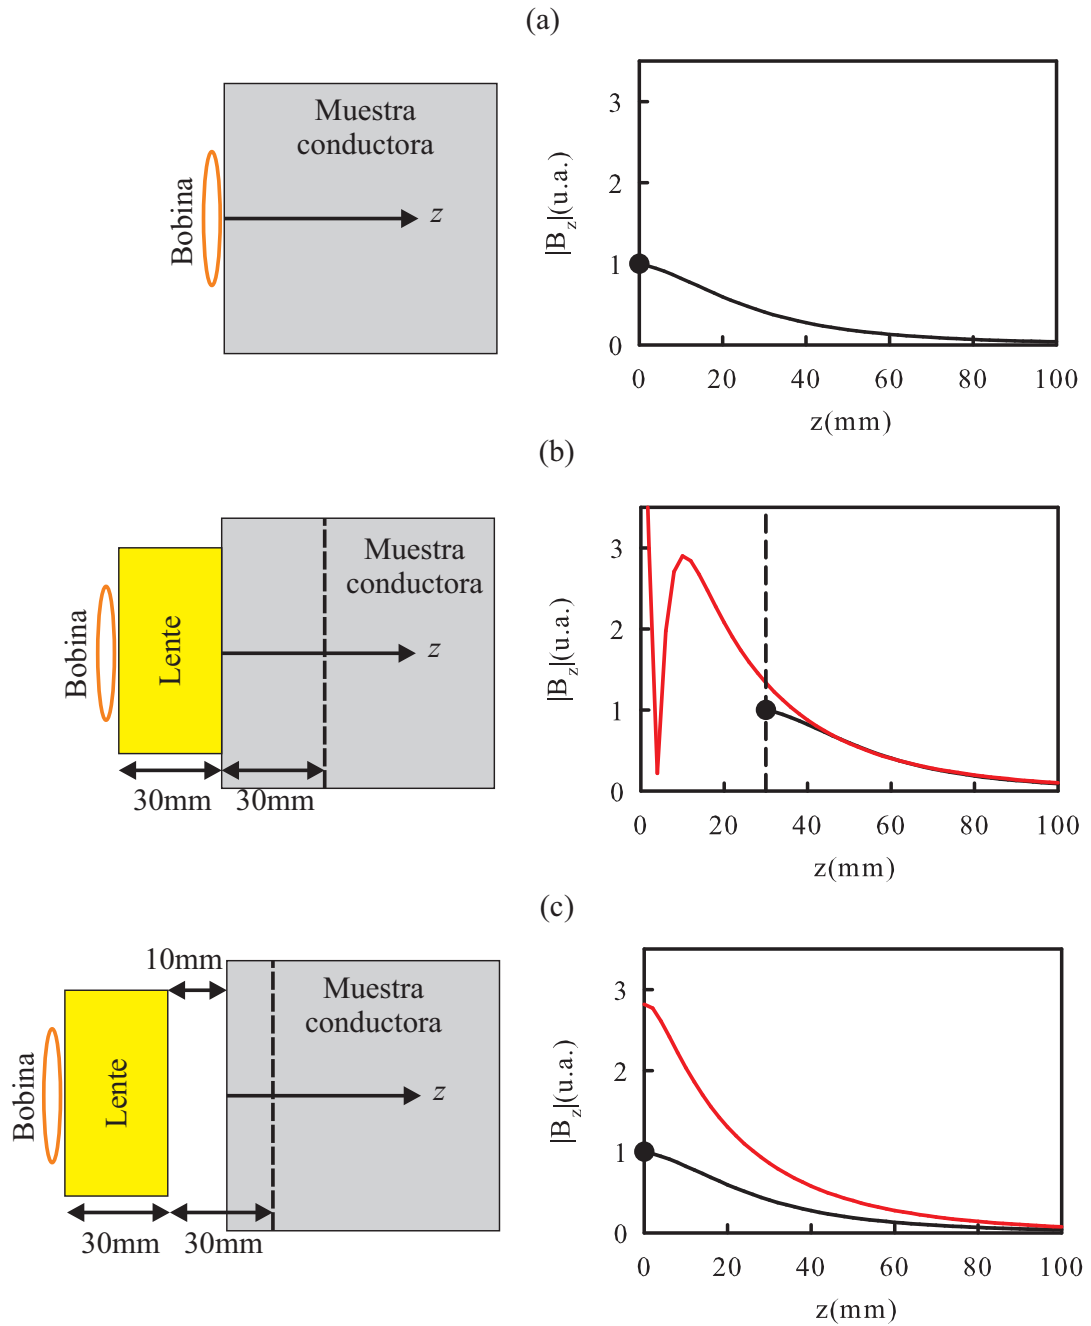 (a)
Muestra
conductora
Bobina
z
|B_z|(u.a.)
3
2
1
0
0 20 40 60 80 100
z(mm)
(b)
Muestra
conductora
Bobina
Lente
z
30mm 30mm
|B_z|(u.a.)
3
2
1
0
0 20 40 60 80 100
z(mm)
(c)
10mm
Muestra
conductora
Bobina
Lente
z
30mm 30mm
|B_z|(u.a.)
3
2
1
0
0 20 40 60 80 100
z(mm)